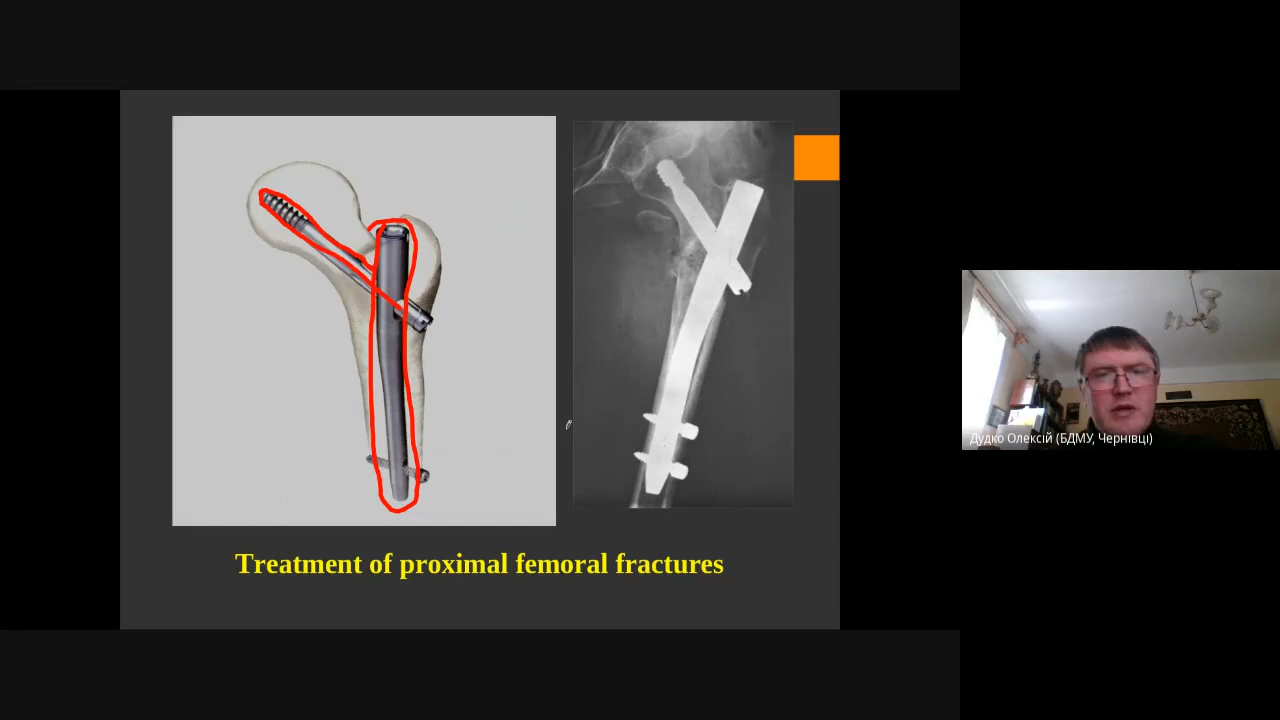 Treatment of proximal femoral fractures
Дудко Олексій (БДМУ, Чернівці)